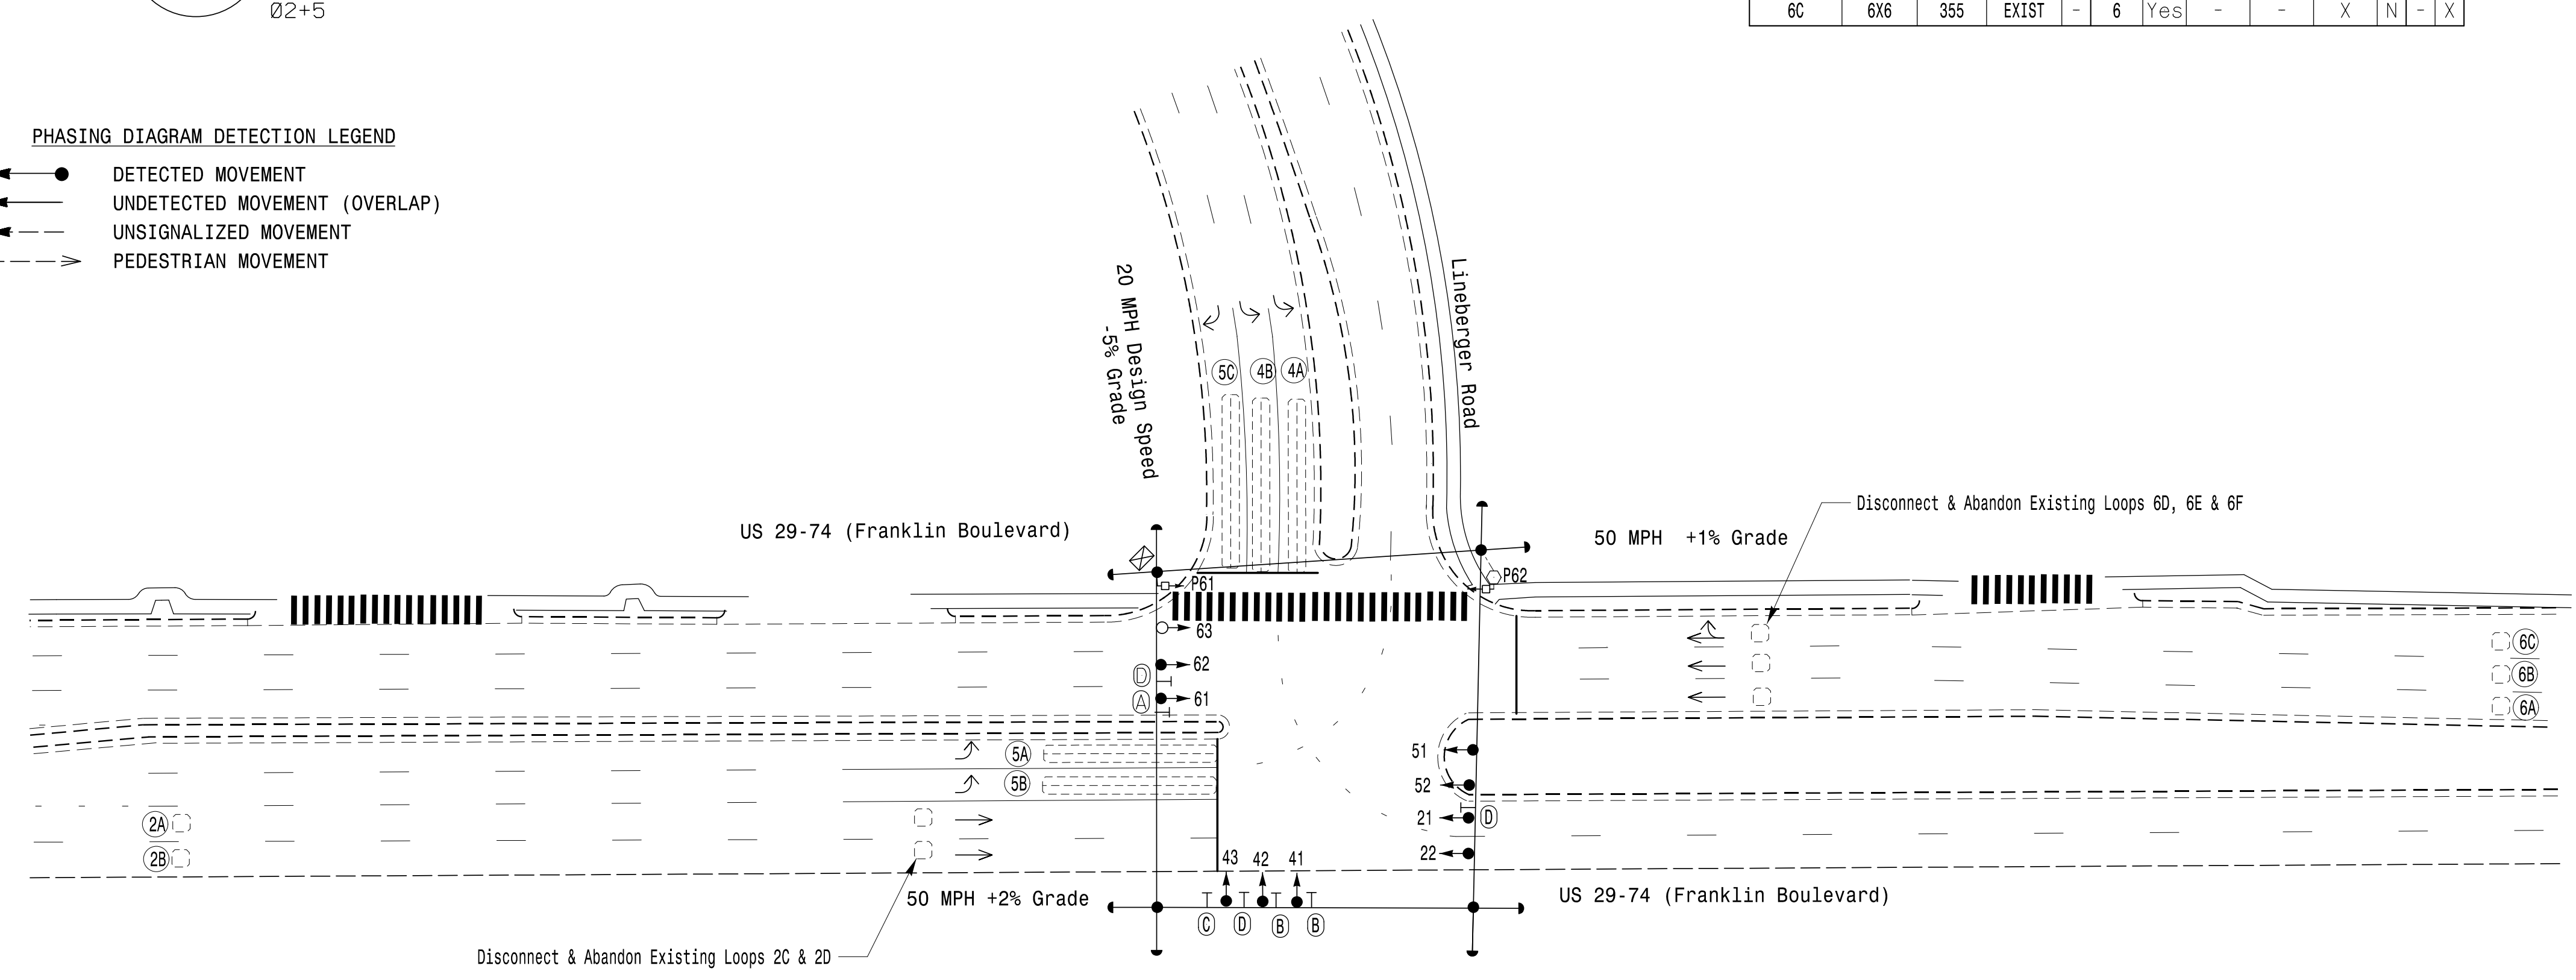 Ø2+5
6C 6X6 355 EXIST - 6 Yes - - X N - X
PHASING DIAGRAM DETECTION LEGEND
DETECTED MOVEMENT
UNDETECTED MOVEMENT (OVERLAP)
UNSIGNALIZED MOVEMENT
PEDESTRIAN MOVEMENT
20 MPH Design Speed
-5% Grade
Lineberger Road
5C 4B 4A
US 29-74 (Franklin Boulevard)
Disconnect & Abandon Existing Loops 6D, 6E & 6F
50 MPH +1% Grade
P61
P62
63
62
D
61
A
6C
6B
6A
5A
5B
51
52
21 D
22
2A
2B
43 42 41
C D B B
50 MPH +2% Grade
US 29-74 (Franklin Boulevard)
Disconnect & Abandon Existing Loops 2C & 2D